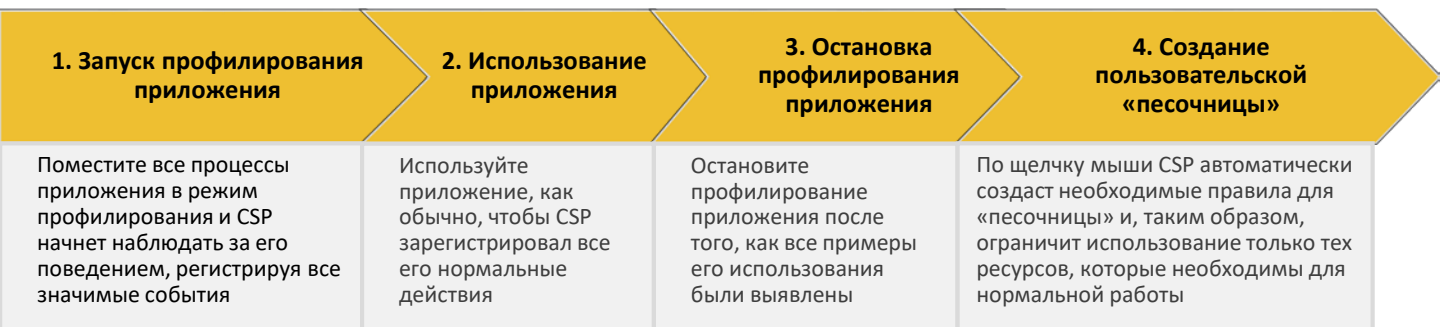 1. Запуск профилирования
приложения
2. Использование
приложения
3. Остановка
профилирования
приложения
4. Создание
пользовательской
«песочницы»
Поместите все процессы
приложения в режим
профилирования и CSP
начнет наблюдать за его
поведением, регистрируя все
значимые события
Используйте
приложение, как
обычно, чтобы CSP
зарегистрировал все
его нормальные
действия
Остановите
профилирование
приложения после
того, как все примеры
его использования
были выявлены
По щелчку мыши CSP автоматически
создаст необходимые правила для
«песочницы» и, таким образом,
ограничит использование только тех
ресурсов, которые необходимы для
нормальной работы